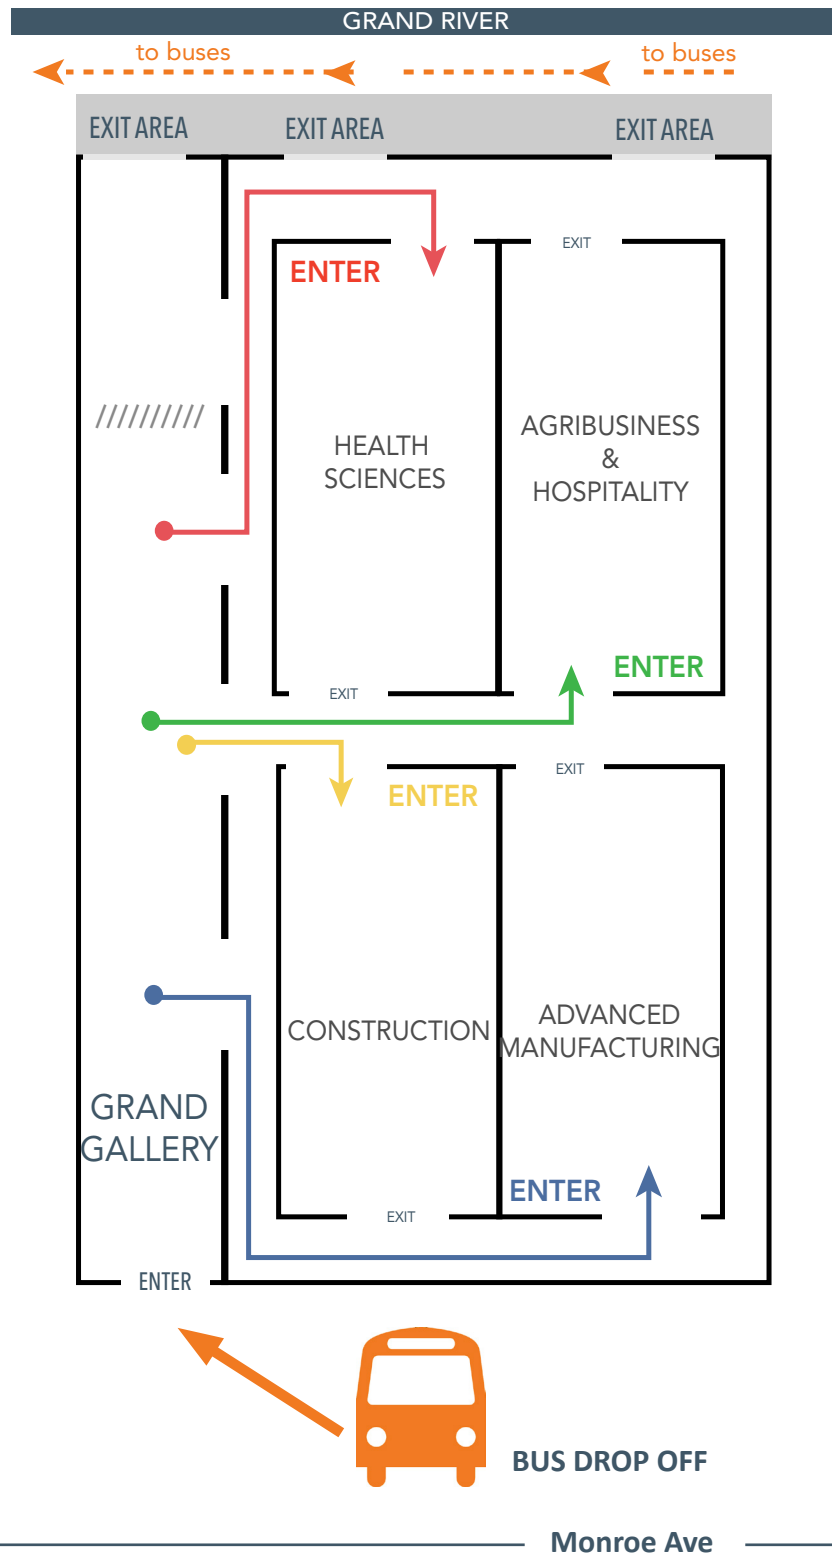 GRAND RIVER
to buses
to buses
EXIT AREA
EXIT AREA
EXIT AREA
EXIT
ENTER
AGRIBUSINESS
&
HOSPITALITY
HEALTH
SCIENCES
ENTER
EXIT
EXIT
ENTER
CONSTRUCTION
ADVANCED
MANUFACTURING
GRAND
GALLERY
ENTER
EXIT
ENTER
BUS DROP OFF
Monroe Ave